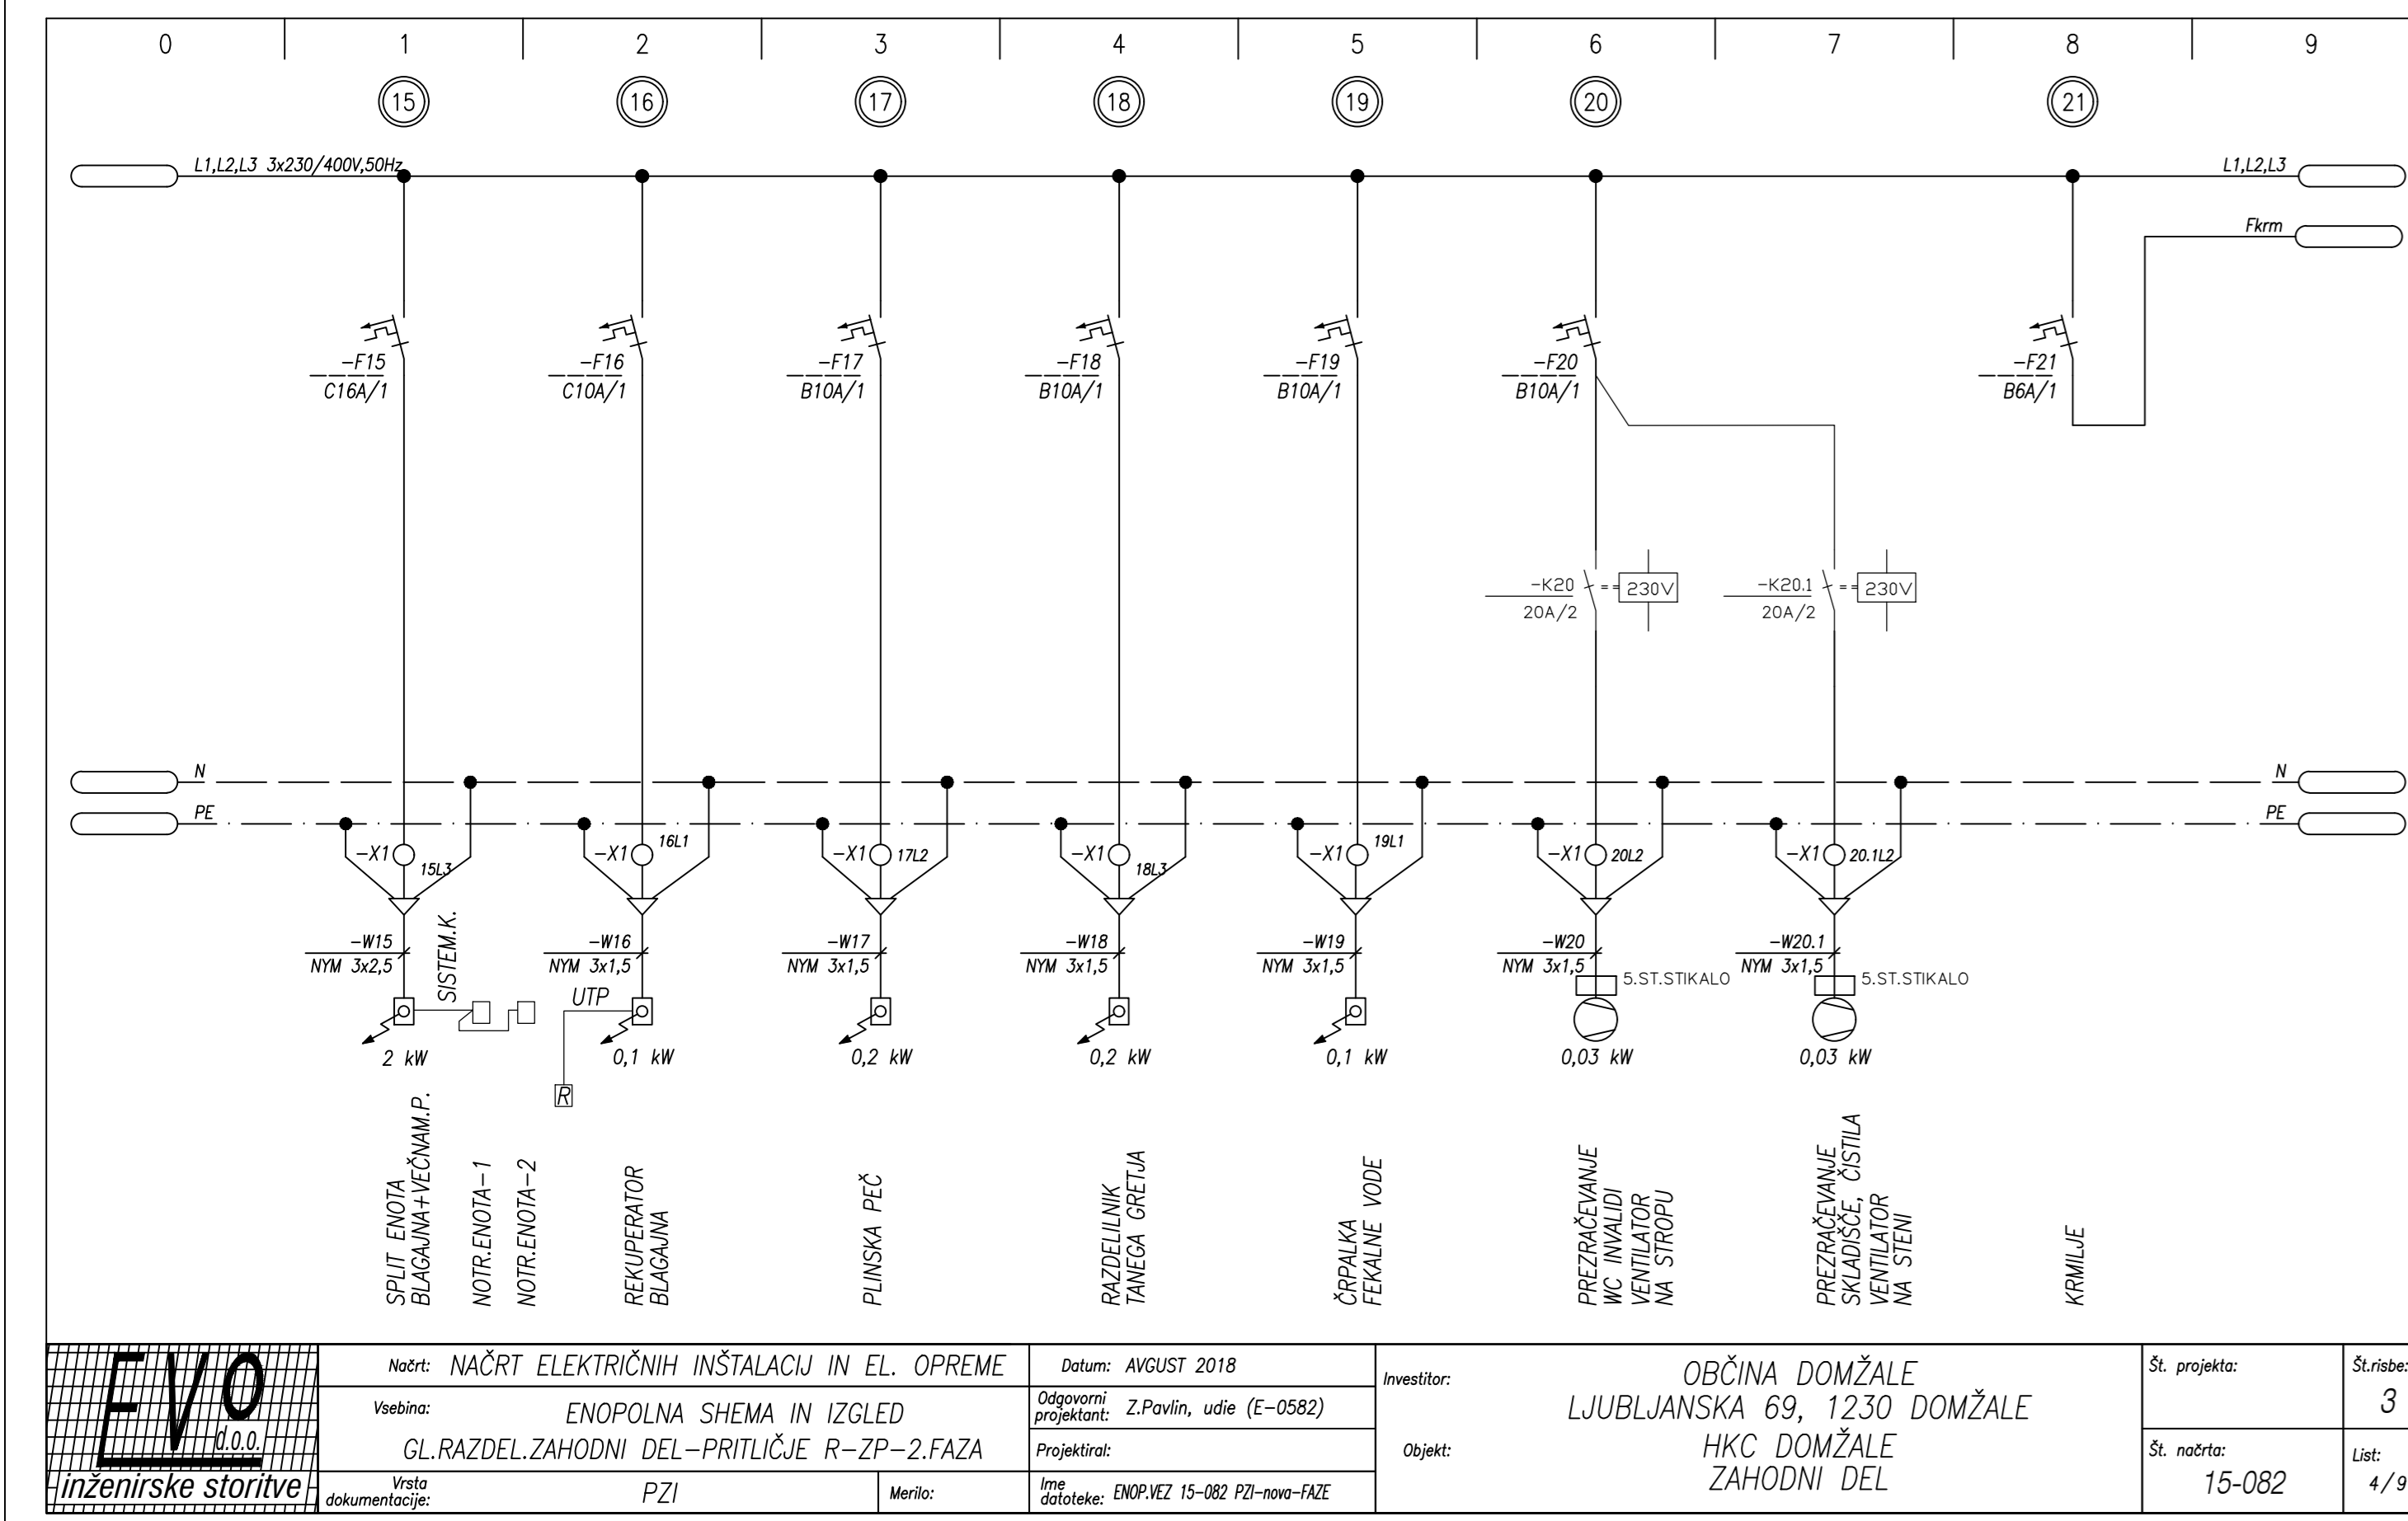 0 1 2 3 4 5 6 7 8 9
15 16 17 18 19 20 21
L1,L2,L3 3x230/400V,50Hz
L1,L2,L3
Fkrm
-F15
C16A/1
-F16
C10A/1
-F17
B10A/1
-F18
B10A/1
-F19
B10A/1
-F20
B10A/1
-F21
B6A/1
-K20
20A/2
230V
-K20.1
20A/2
230V
N
N
PE
PE
-X1
15L3
-X1
16L1
-X1
17L2
-X1
18L3
-X1
19L1
-X1
20L2
-X1
20.1L2
-W15
NYM 3x2,5
SISTEM.K.
-W16
NYM 3x1,5
UTP
-W17
NYM 3x1,5
-W18
NYM 3x1,5
-W19
NYM 3x1,5
-W20
NYM 3x1,5
5.ST.STIKALO
-W20.1
NYM 3x1,5
5.ST.STIKALO
2 kW
0,1 kW
0,2 kW
0,2 kW
0,1 kW
0,03 kW
0,03 kW
R
SPLIT ENOTA
BLAGAJNA+VEČNAM.P.
NOTR.ENOTA-1
NOTR.ENOTA-2
REKUPERATOR
BLAGAJNA
PLINSKA PEČ
RAZDELILNIK
TANEGA GRETJA
ČRPALKA
FEKALNE VODE
PREZRAČEVANJE
WC INVALIDI
VENTILATOR
NA STROPU
PREZRAČEVANJE
SKLADIŠČE, ČISTILA
VENTILATOR
NA STENI
KRMILJE
EVO
d.o.o.
inženirske storitve
Načrt: NAČRT ELEKTRIČNIH INŠTALACIJ IN EL. OPREME
Vsebina: ENOPOLNA SHEMA IN IZGLED
GL.RAZDEL.ZAHODNI DEL-PRITLIČJE R-ZP-2.FAZA
Vrsta
dokumentacije: PZI
Merilo:
Datum: AVGUST 2018
Odgovorni
projektant: Z.Pavlin, udie (E-0582)
Projektiral:
Ime
datoteke: ENOP.VEZ 15-082 PZI-nova-FAZE
Investitor: OBČINA DOMŽALE
LJUBLJANSKA 69, 1230 DOMŽALE
Objekt: HKC DOMŽALE
ZAHODNI DEL
Št. projekta:
Št. načrta:
15-082
Št.risbe:
3
List:
4/9